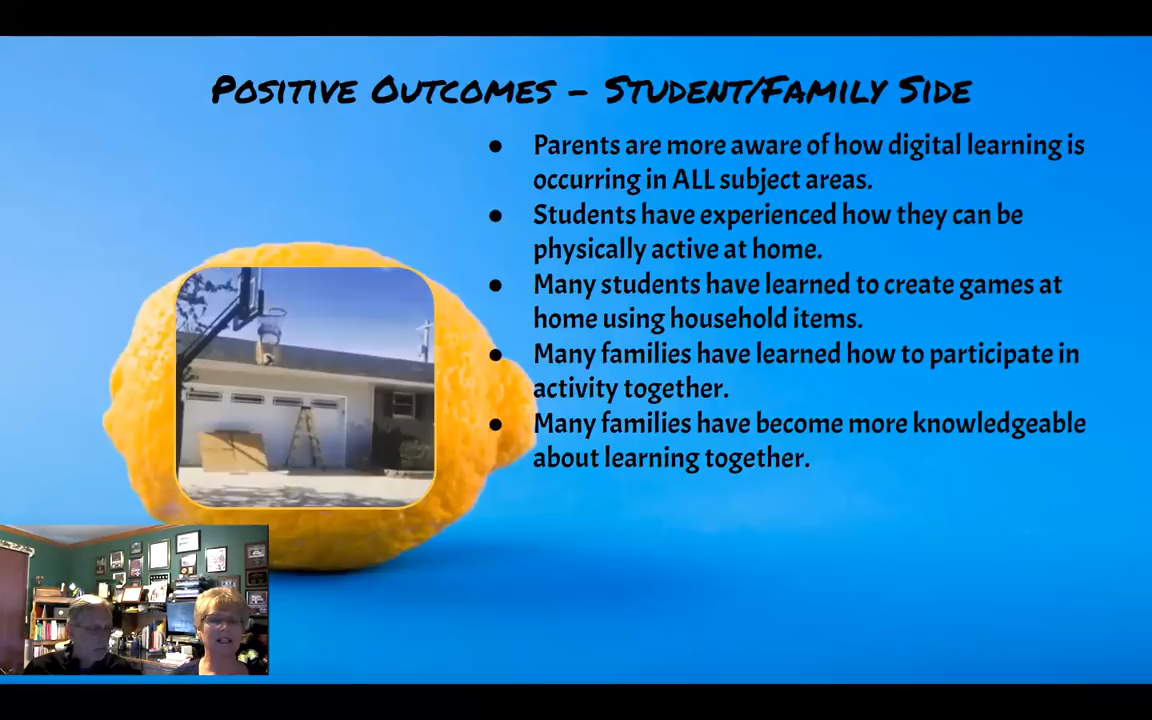 Positive Outcomes - Student/Family Side
● Parents are more aware of how digital learning is
occurring in ALL subject areas.
● Students have experienced how they can be
physically active at home.
● Many students have learned to create games at
home using household items.
● Many families have learned how to participate in
activity together.
● Many families have become more knowledgeable
about learning together.